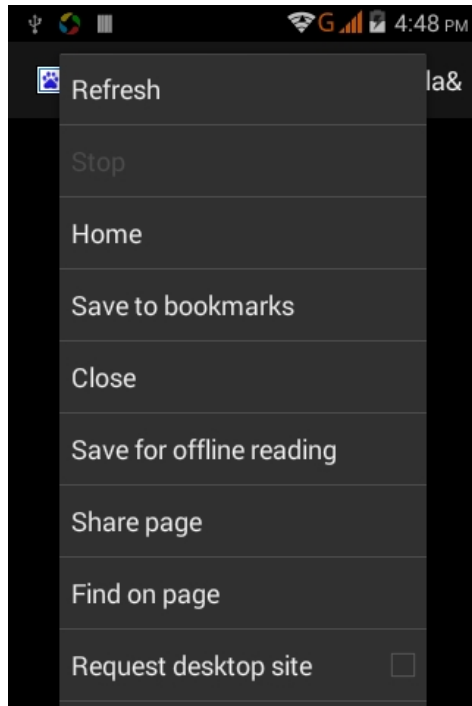 G 4:48 PM
la&
Refresh
Stop
Home
Save to bookmarks
Close
Save for offline reading
Share page
Find on page
Request desktop site